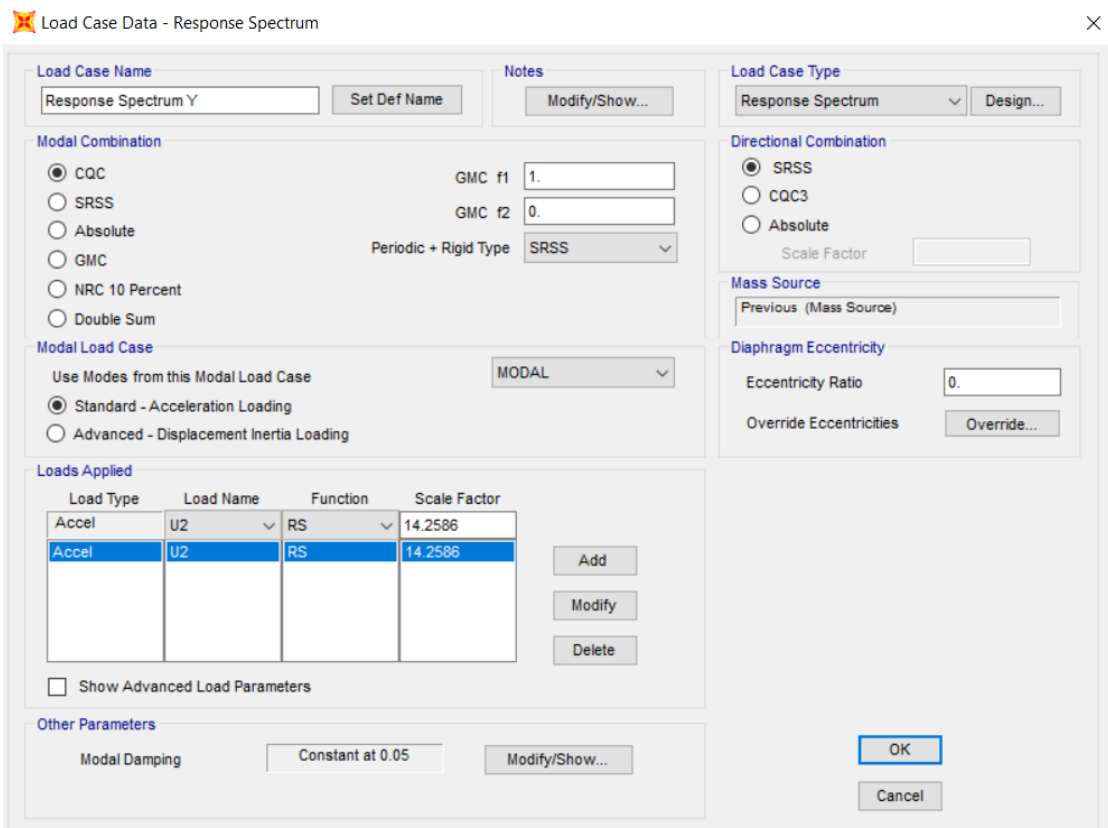 Load Case Data - Response Spectrum
Load Case Name
Response Spectrum Y
Set Def Name
Notes
Modify/Show...
Load Case Type
Response Spectrum
Design...
Modal Combination
CQC
SRSS
Absolute
GMC
NRC 10 Percent
Double Sum
GMC f1
1.
GMC f2
0.
Periodic + Rigid Type
SRSS
Directional Combination
SRSS
CQC3
Absolute
Scale Factor
Mass Source
Previous (Mass Source)
Modal Load Case
Use Modes from this Modal Load Case
MODAL
Standard - Acceleration Loading
Advanced - Displacement Inertia Loading
Diaphragm Eccentricity
Eccentricity Ratio
0.
Override Eccentricities
Override...
Loads Applied
Load Type Load Name Function Scale Factor
Accel U2 RS 14.2586
Accel U2 RS 14.2586
Add
Modify
Delete
Show Advanced Load Parameters
Other Parameters
Modal Damping
Constant at 0.05
Modify/Show...
OK
Cancel